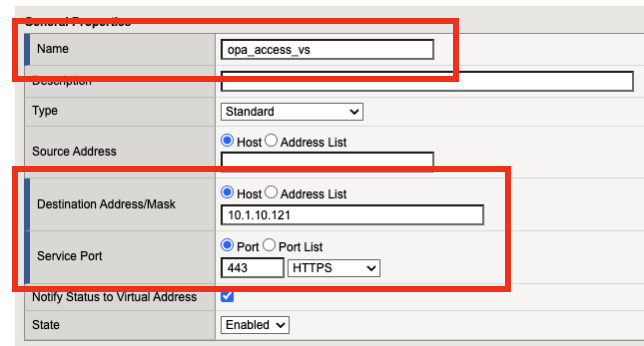 General Properties
Name opa_access_vs
Description
Type Standard
Source Address Host Address List
Destination Address/Mask Host Address List
10.1.10.121
Service Port Port Port List
443 HTTPS
Notify Status to Virtual Address
State Enabled